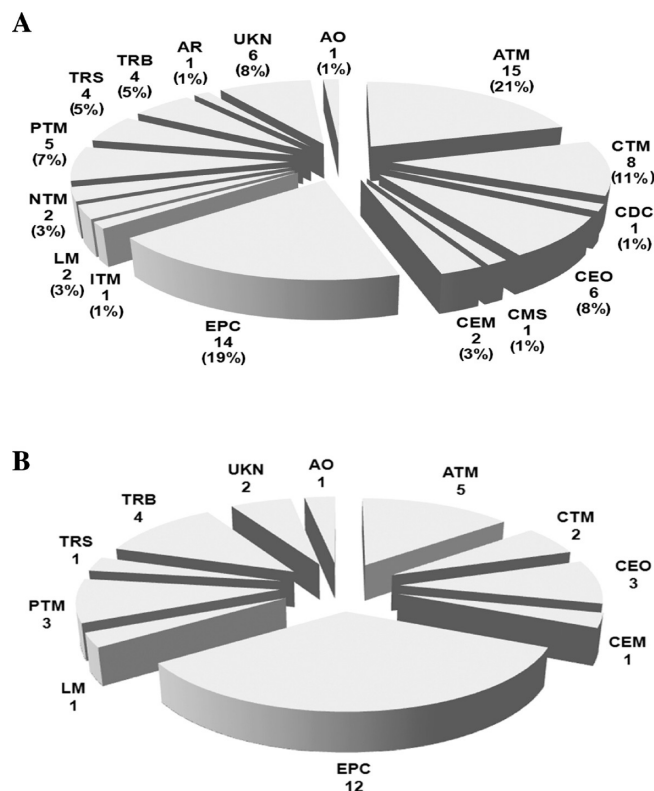 A
AO
1
(1%)
ATM
15
(21%)
CTM
8
(11%)
CDC
1
(1%)
CEO
6
(8%)
CMS
1
(1%)
CEM
2
(3%)
EPC
14
(19%)
ITM
1
(1%)
LM
2
(3%)
NTM
2
(3%)
PTM
5
(7%)
TRS
4
(5%)
TRB
4
(5%)
AR
1
(1%)
UKN
6
(8%)
B
AO
1
ATM
5
CTM
2
CEO
3
CEM
1
EPC
12
LM
1
PTM
3
TRS
1
TRB
4
UKN
2